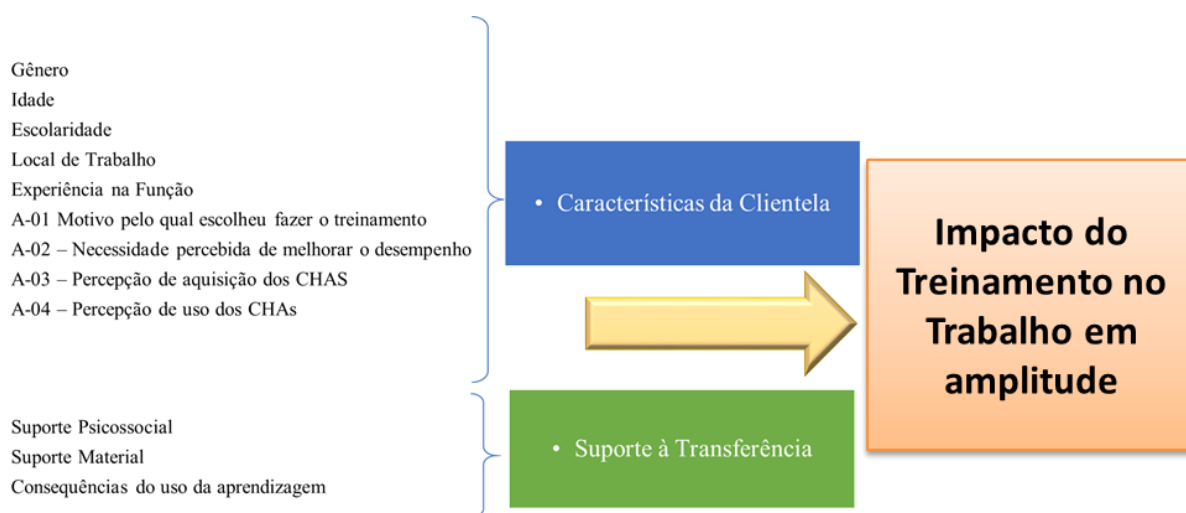 Gênero
Idade
Escolaridade
Local de Trabalho
Experiência na Função
A-01 Motivo pelo qual escolheu fazer o treinamento
A-02 – Necessidade percebida de melhorar o desempenho
A-03 – Percepção de aquisição dos CHAS
A-04 – Percepção de uso dos CHAs
• Características da Clientela
Suporte Psicossocial
Suporte Material
Consequências do uso da aprendizagem
• Suporte à Transferência
Impacto do
Treinamento no
Trabalho em
amplitude